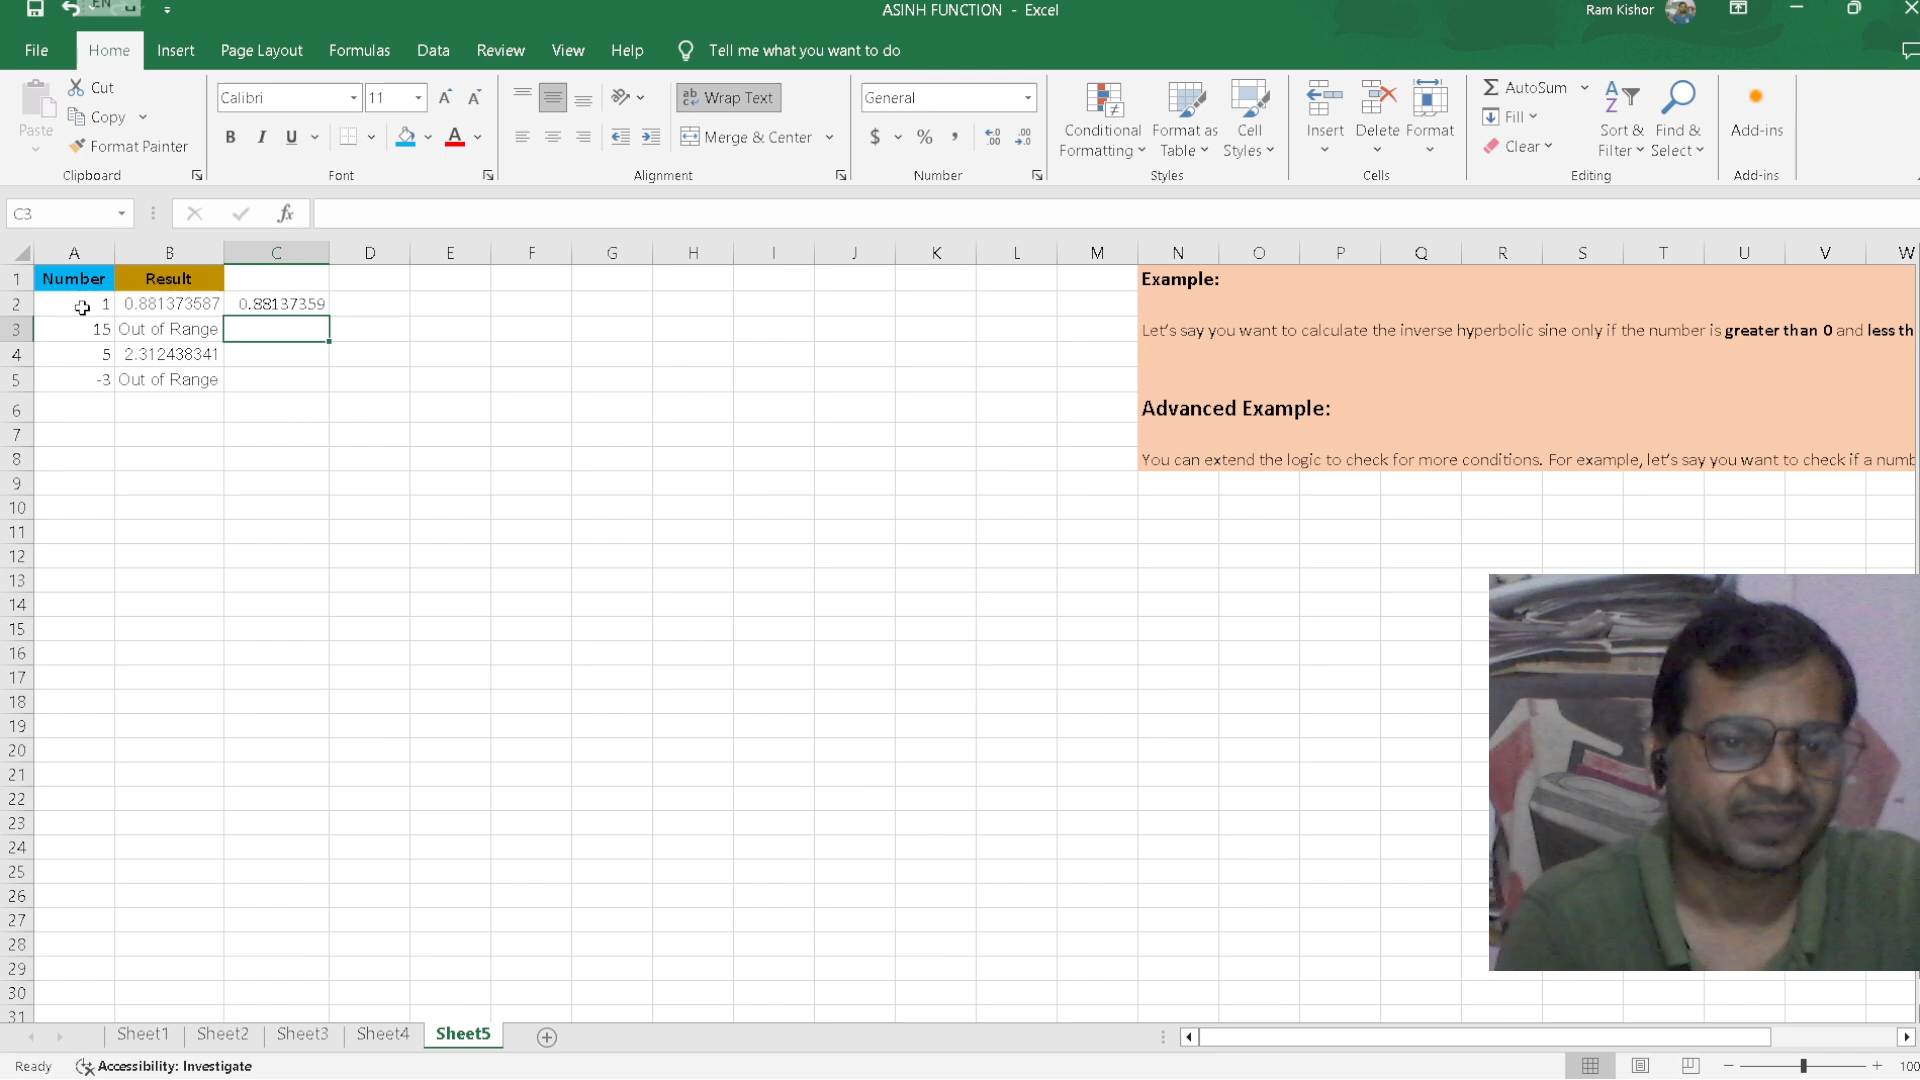 EN
ASINH FUNCTION - Excel
Ram Kishor
File Home Insert Page Layout Formulas Data Review View Help Tell me what you want to do
Paste
Cut
Copy
Format Painter
Clipboard
Calibri 11
B I U A
Font
Wrap Text
Merge & Center
Alignment
General
$ % ,
Number
Conditional Formatting
Format as Table
Cell Styles
Styles
Insert Delete Format
Cells
AutoSum
Fill
Clear
Sort & Filter
Find & Select
Editing
Add-ins
Add-ins
C3 fx
A B C D E F G H I J K L M N O P Q R S T U V W
1 Number Result Example:
2 1 0.881373587 0.88137359
3 15 Out of Range Let's say you want to calculate the inverse hyperbolic sine only if the number is greater than 0 and less th
4 5 2.312438341
5 -3 Out of Range
6 Advanced Example:
7
8 You can extend the logic to check for more conditions. For example, let's say you want to check if a numb
9
10
11
12
13
14
15
16
17
18
19
20
21
22
23
24
25
26
27
28
29
30
31
Sheet1 Sheet2 Sheet3 Sheet4 Sheet5
Ready Accessibility: Investigate 100